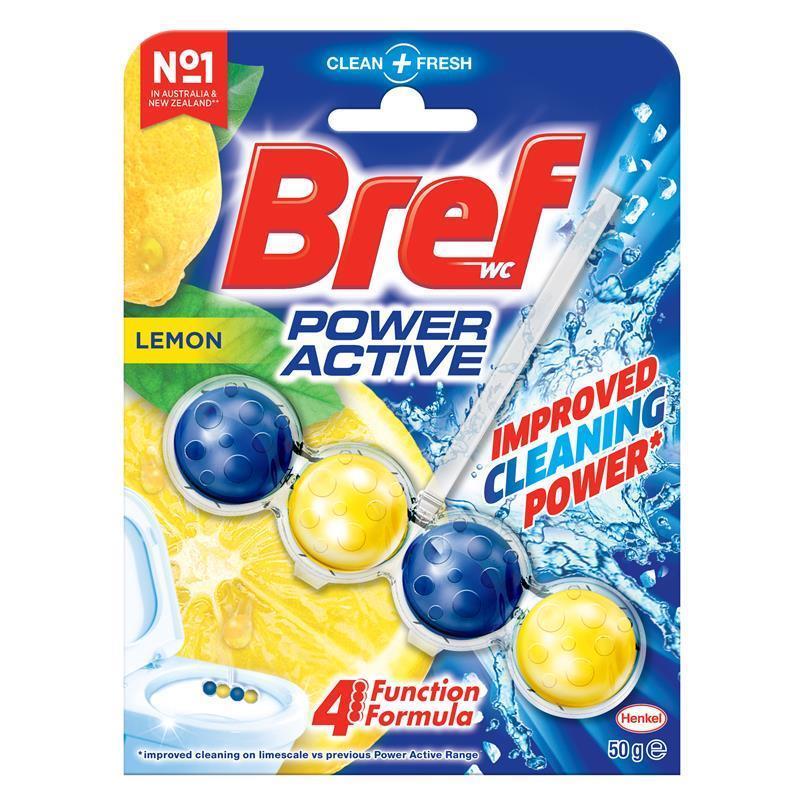 CLEAN + FRESH
Nº1
IN AUSTRALIA &
NEW ZEALAND**
Bref
WC
LEMON
POWER
ACTIVE
IMPROVED
CLEANING
POWER*
4 Function
Formula
Henkel
50g ℮
*improved cleaning on limescale vs previous Power Active Range